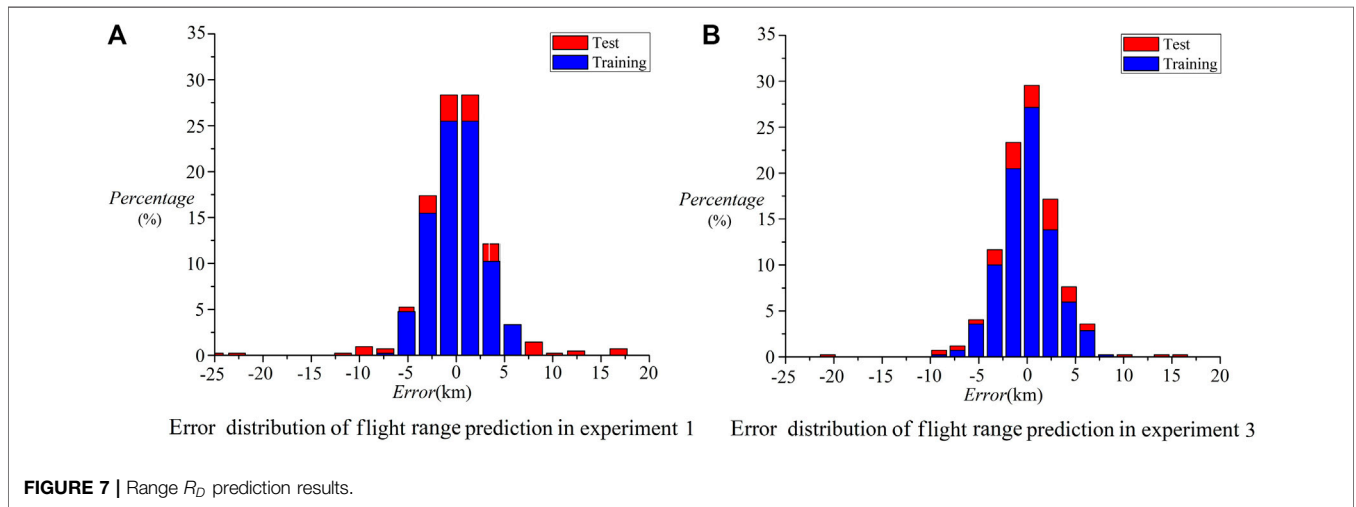 A
35
30
25
20
15
10
5
0
Percentage
(%)
Test
Training
-25 -20 -15 -10 -5 0 5 10 15 20
Error(km)
Error distribution of flight range prediction in experiment 1
B
35
30
25
20
15
10
5
0
Percentage
(%)
Test
Training
-25 -20 -15 -10 -5 0 5 10 15 20
Error(km)
Error distribution of flight range prediction in experiment 3
FIGURE 7 | Range R_D prediction results.